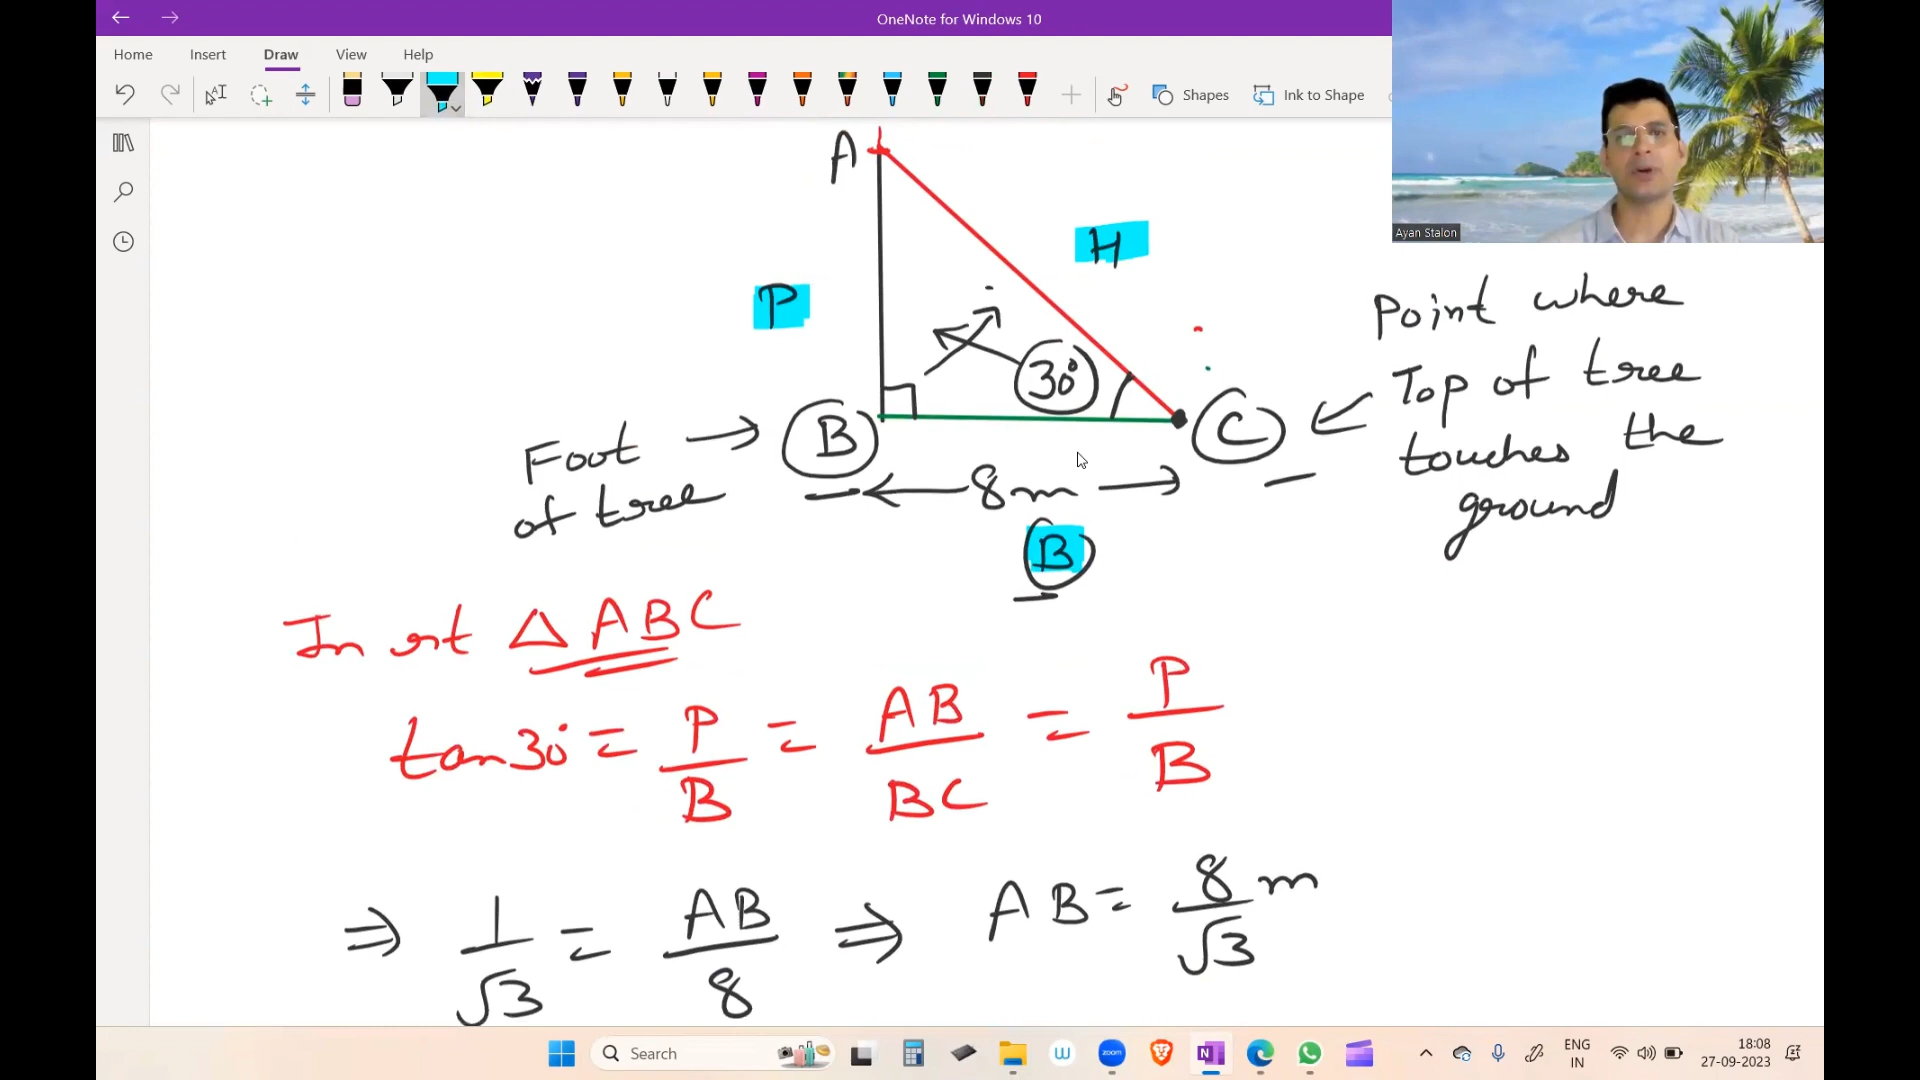 OneNote for Windows 10
Home Insert Draw View Help
Shapes Ink to Shape
Ayan Stalon
A
H
P
30°
Point where
Top of tree
touches the
ground
Foot
of tree
B
C
8m
B
In rt △ ABC
tan30° = P/B = AB/BC = P/B
⇒ 1/√3 = AB/8 ⇒ AB = 8/√3 m
Search
zoom
ENG
IN
18:08
27-09-2023